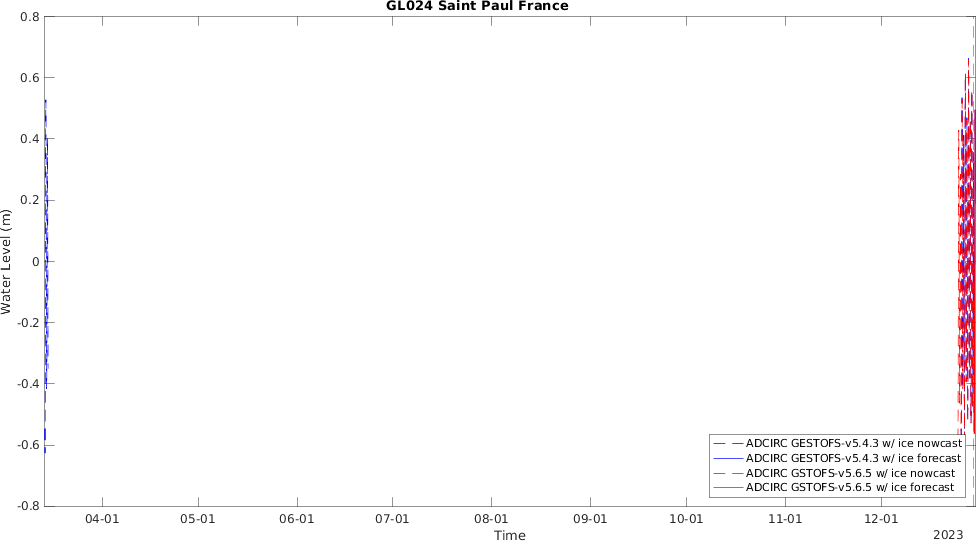 GL024 Saint Paul France
0.8
0.6
0.4
0.2
0
-0.2
-0.4
-0.6
-0.8
Water Level (m)
ADCIRC GESTOFS-v5.4.3 w/ ice nowcast
ADCIRC GESTOFS-v5.4.3 w/ ice forecast
ADCIRC GSTOFS-v5.6.5 w/ ice nowcast
ADCIRC GSTOFS-v5.6.5 w/ ice forecast
04-01 05-01 06-01 07-01 08-01 09-01 10-01 11-01 12-01
Time
2023